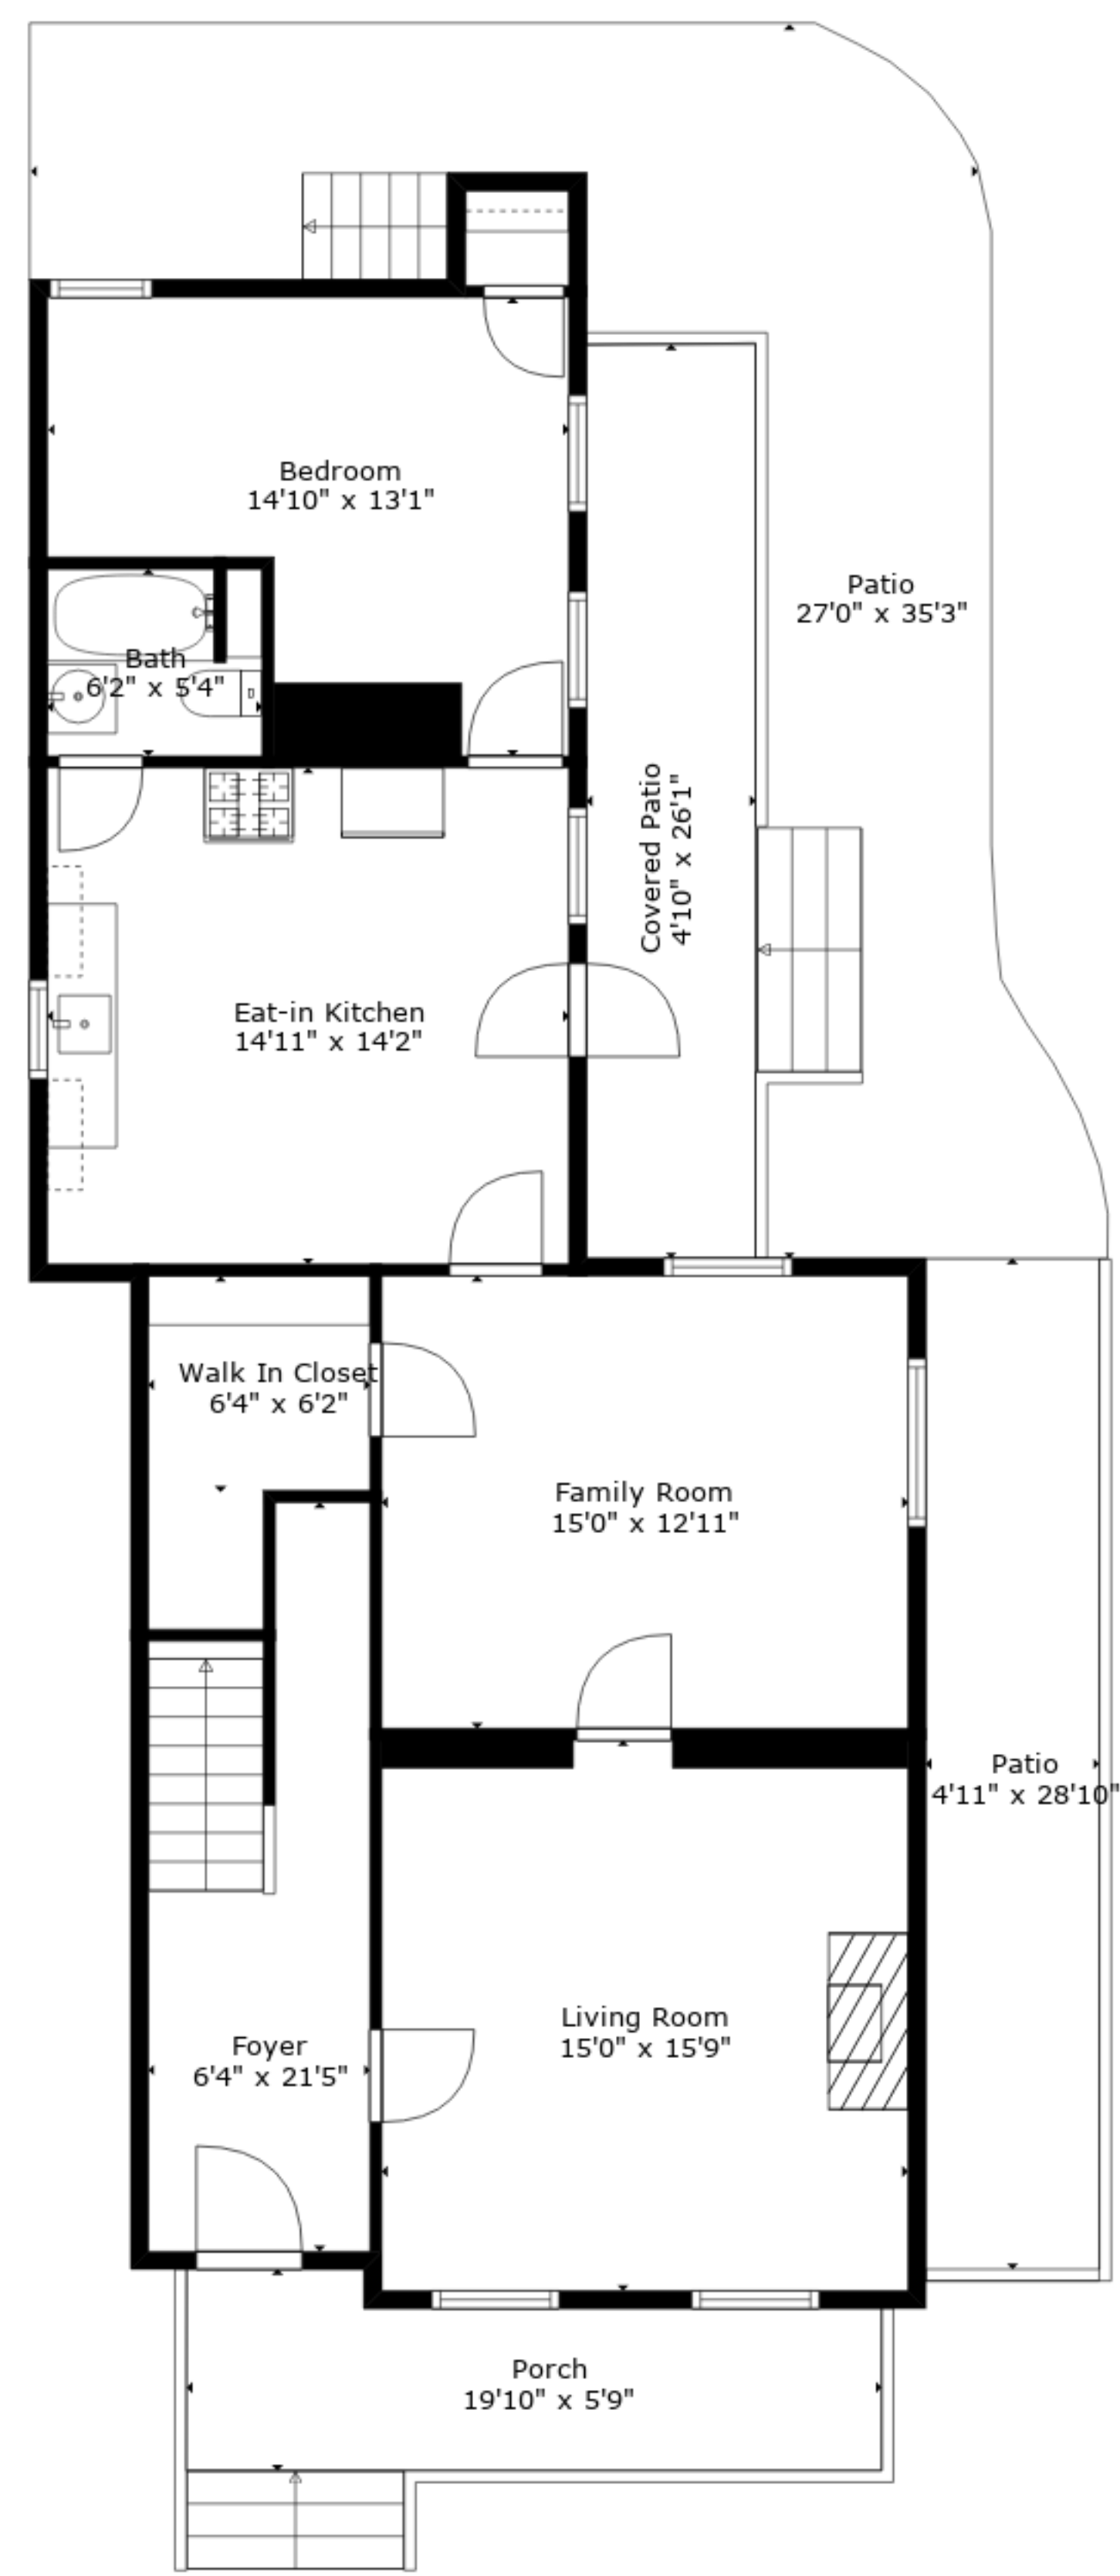 Bedroom
14'10" x 13'1"
Patio
27'0" x 35'3"
Bath
6'2" x 5'4"
Covered Patio
4'10" x 26'1"
Eat-in Kitchen
14'11" x 14'2"
Walk In Closet
6'4" x 6'2"
Family Room
15'0" x 12'11"
Patio
4'11" x 28'10"
Living Room
15'0" x 15'9"
Foyer
6'4" x 21'5"
Porch
19'10" x 5'9"